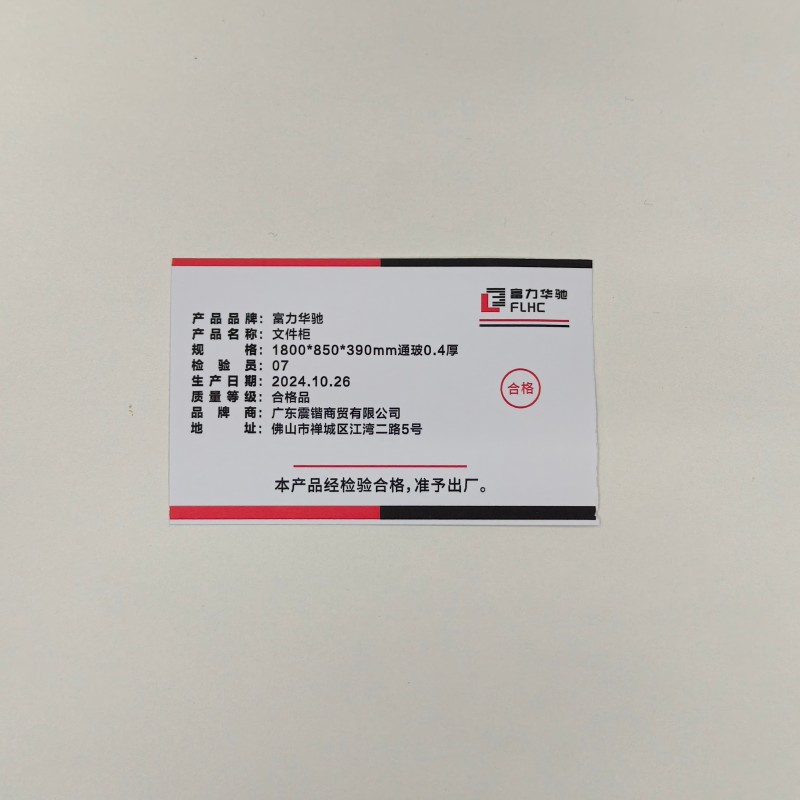 富力华驰
FLHC
产品品牌：富力华驰
产品名称：文件柜
规格：1800*850*390mm通玻0.4厚
检验员：07
生产日期：2024.10.26
质量等级：合格品
品牌商：广东震锴商贸有限公司
地址：佛山市禅城区江湾二路5号
合格
本产品经检验合格，准予出厂。